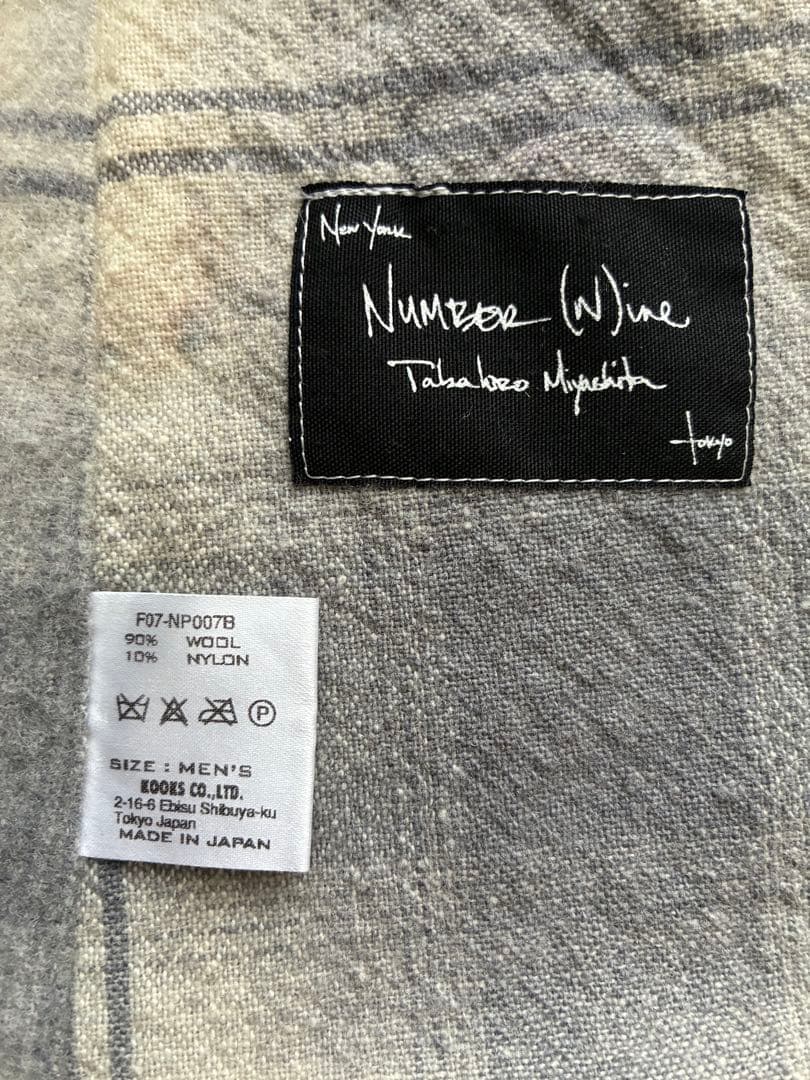 New York
NUMBER (N)ine
Takahiro Miyashita
tokyo
F07-NP007B
90% WOOL
10% NYLON
P
SIZE : MEN'S
KOOKS CO.,LTD.
2-16-6 Ebisu Shibuya-ku
Tokyo Japan
MADE IN JAPAN